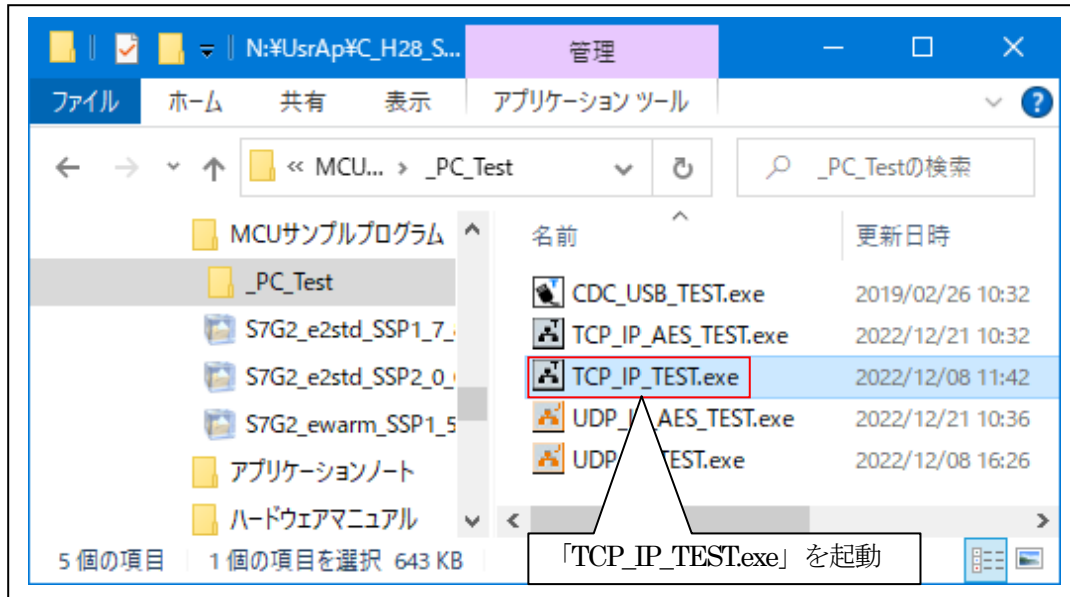 N:¥UsrAp¥C_H28_S...
管理
ファイル ホーム 共有 表示 アプリケーション ツール
« MCU... › _PC_Test
_PC_Testの検索
MCUサンプルプログラム
_PC_Test
S7G2_e2std_SSP1_7_
S7G2_e2std_SSP2_0_
S7G2_ewarm_SSP1_5
アプリケーションノート
ハードウェアマニュアル
名前 更新日時
CDC_USB_TEST.exe 2019/02/26 10:32
TCP_IP_AES_TEST.exe 2022/12/21 10:32
TCP_IP_TEST.exe 2022/12/08 11:42
UDP_I AES_TEST.exe 2022/12/21 10:36
UDP TEST.exe 2022/12/08 16:26
「TCP_IP_TEST.exe」を起動
5 個の項目 1 個の項目を選択 643 KB